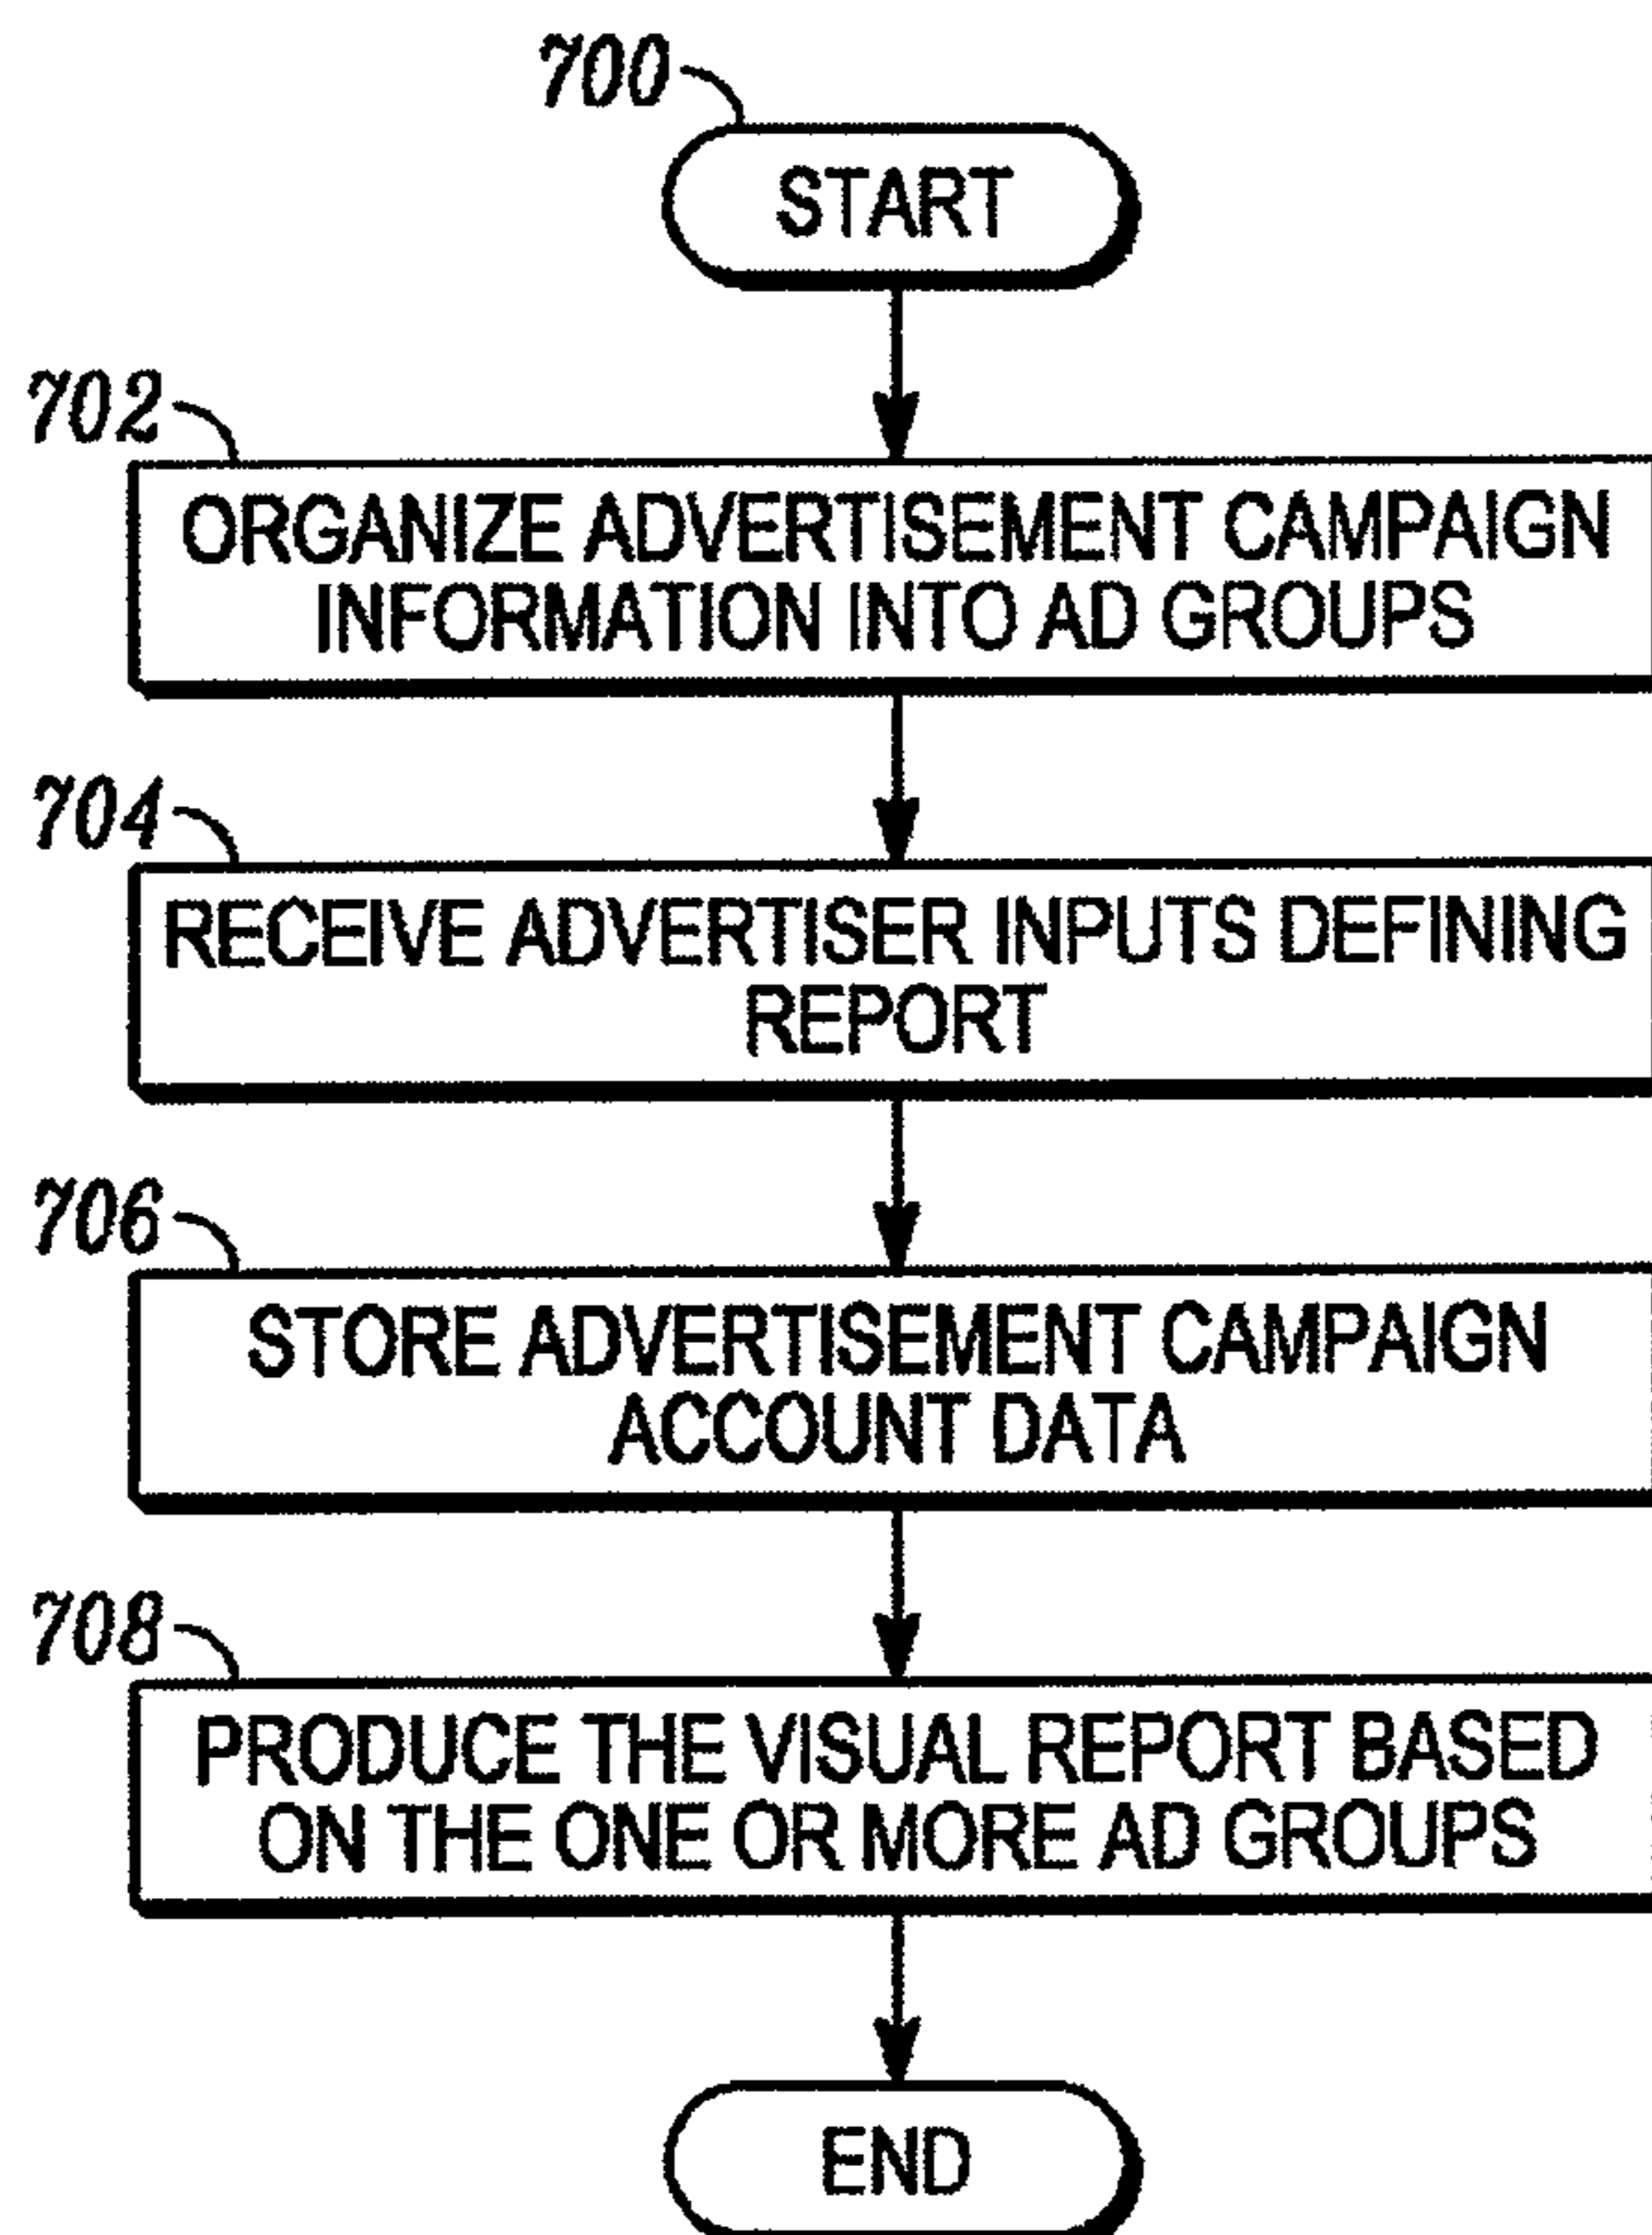 700
START
702
ORGANIZE ADVERTISEMENT CAMPAIGN
INFORMATION INTO AD GROUPS
704
RECEIVE ADVERTISER INPUTS DEFINING
REPORT
706
STORE ADVERTISEMENT CAMPAIGN
ACCOUNT DATA
708
PRODUCE THE VISUAL REPORT BASED
ON THE ONE OR MORE AD GROUPS
END